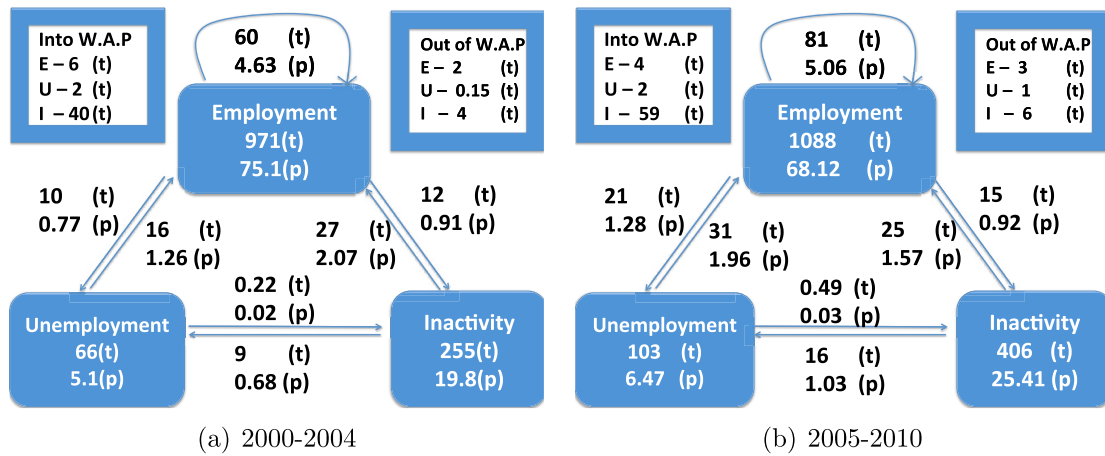 Into W.A.P
E – 6 (t)
U – 2 (t)
I – 40 (t)
60 (t)
4.63 (p)
Out of W.A.P
E – 2 (t)
U – 0.15 (t)
I – 4 (t)
Employment
971(t)
75.1(p)
10 (t)
0.77 (p)
16 (t)
1.26 (p)
27 (t)
2.07 (p)
12 (t)
0.91 (p)
0.22 (t)
0.02 (p)
Unemployment
66(t)
5.1(p)
9 (t)
0.68 (p)
Inactivity
255(t)
19.8(p)
(a) 2000-2004
Into W.A.P
E – 4 (t)
U – 2 (t)
I – 59 (t)
81 (t)
5.06 (p)
Out of W.A.P
E – 3 (t)
U – 1 (t)
I – 6 (t)
Employment
1088 (t)
68.12 (p)
21 (t)
1.28 (p)
31 (t)
1.96 (p)
25 (t)
1.57 (p)
15 (t)
0.92 (p)
0.49 (t)
0.03 (p)
Unemployment
103 (t)
6.47 (p)
16 (t)
1.03 (p)
Inactivity
406 (t)
25.41 (p)
(b) 2005-2010